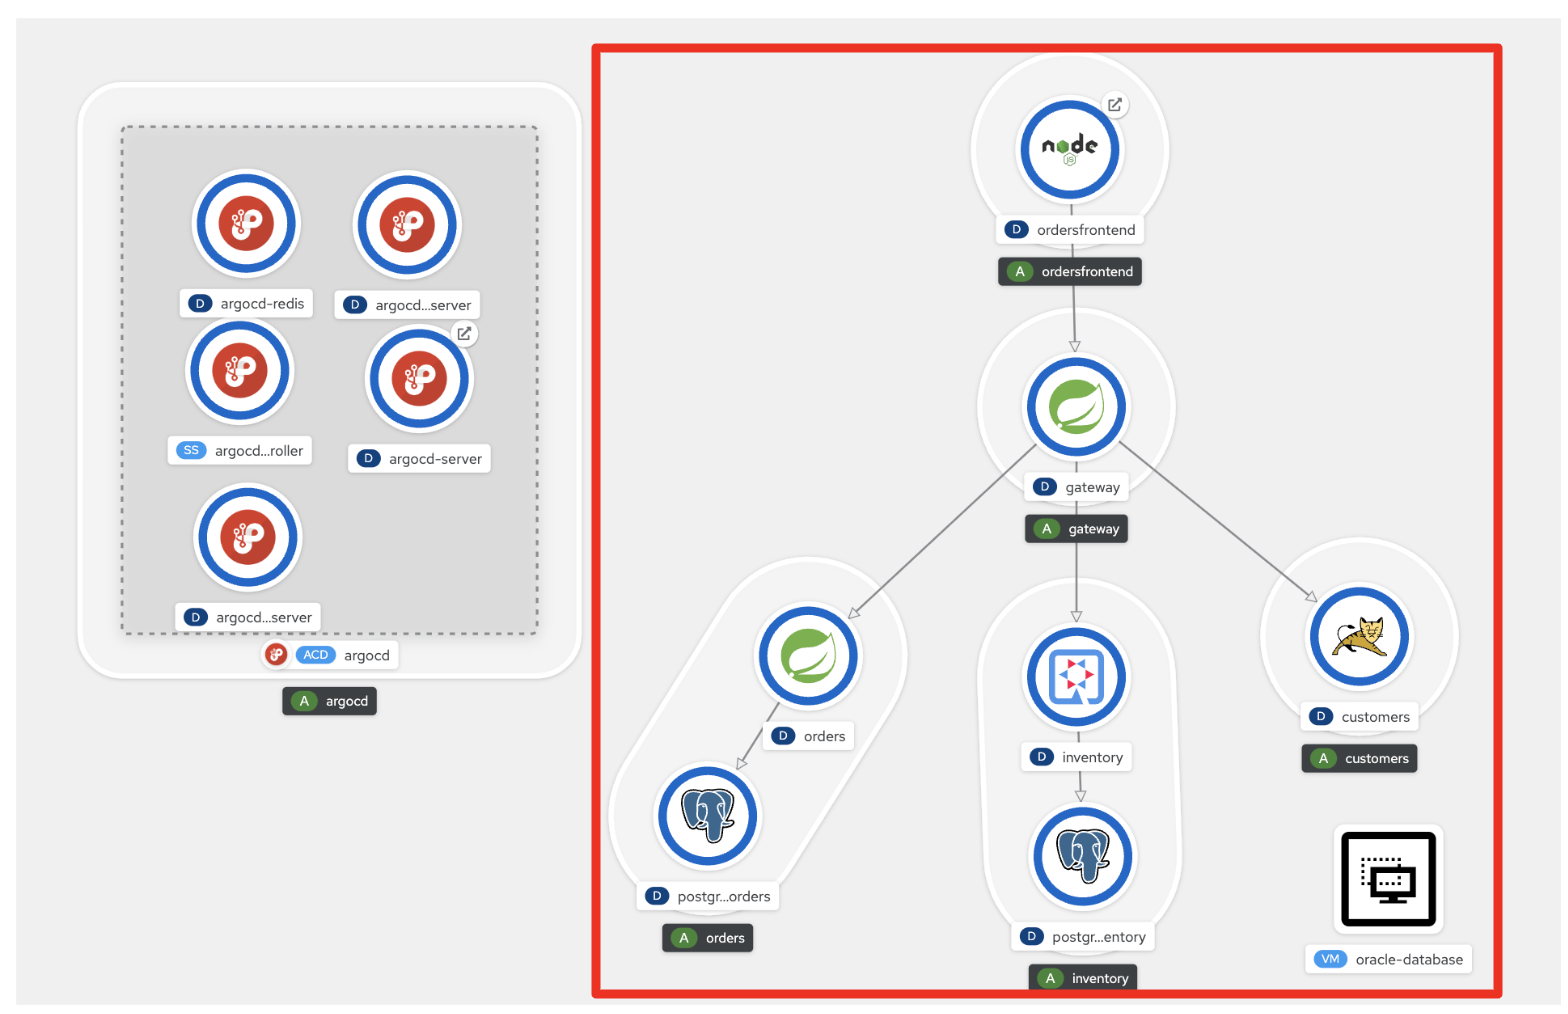 node
JS
D ordersfrontend
A ordersfrontend
D argocd-redis
D argocd...server
SS argocd...roller
D argocd-server
D argocd...server
ACD argocd
A argocd
D gateway
A gateway
D orders
D postgr...orders
A orders
D inventory
D postgr...entory
A inventory
D customers
A customers
VM oracle-database